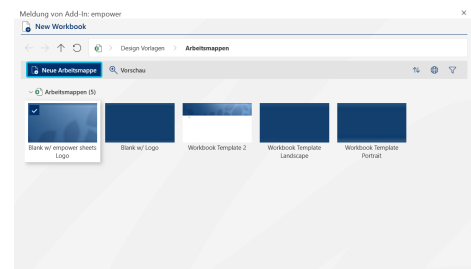 Meldung von Add-In: empower
New Workbook
Design Vorlagen > Arbeitsmappen
Neue Arbeitsmappe Vorschau
Arbeitsmappen (5)
Blank w/ empower sheets Logo
Blank w/ Logo
Workbook Template 2
Workbook Template Landscape
Workbook Template Portrait